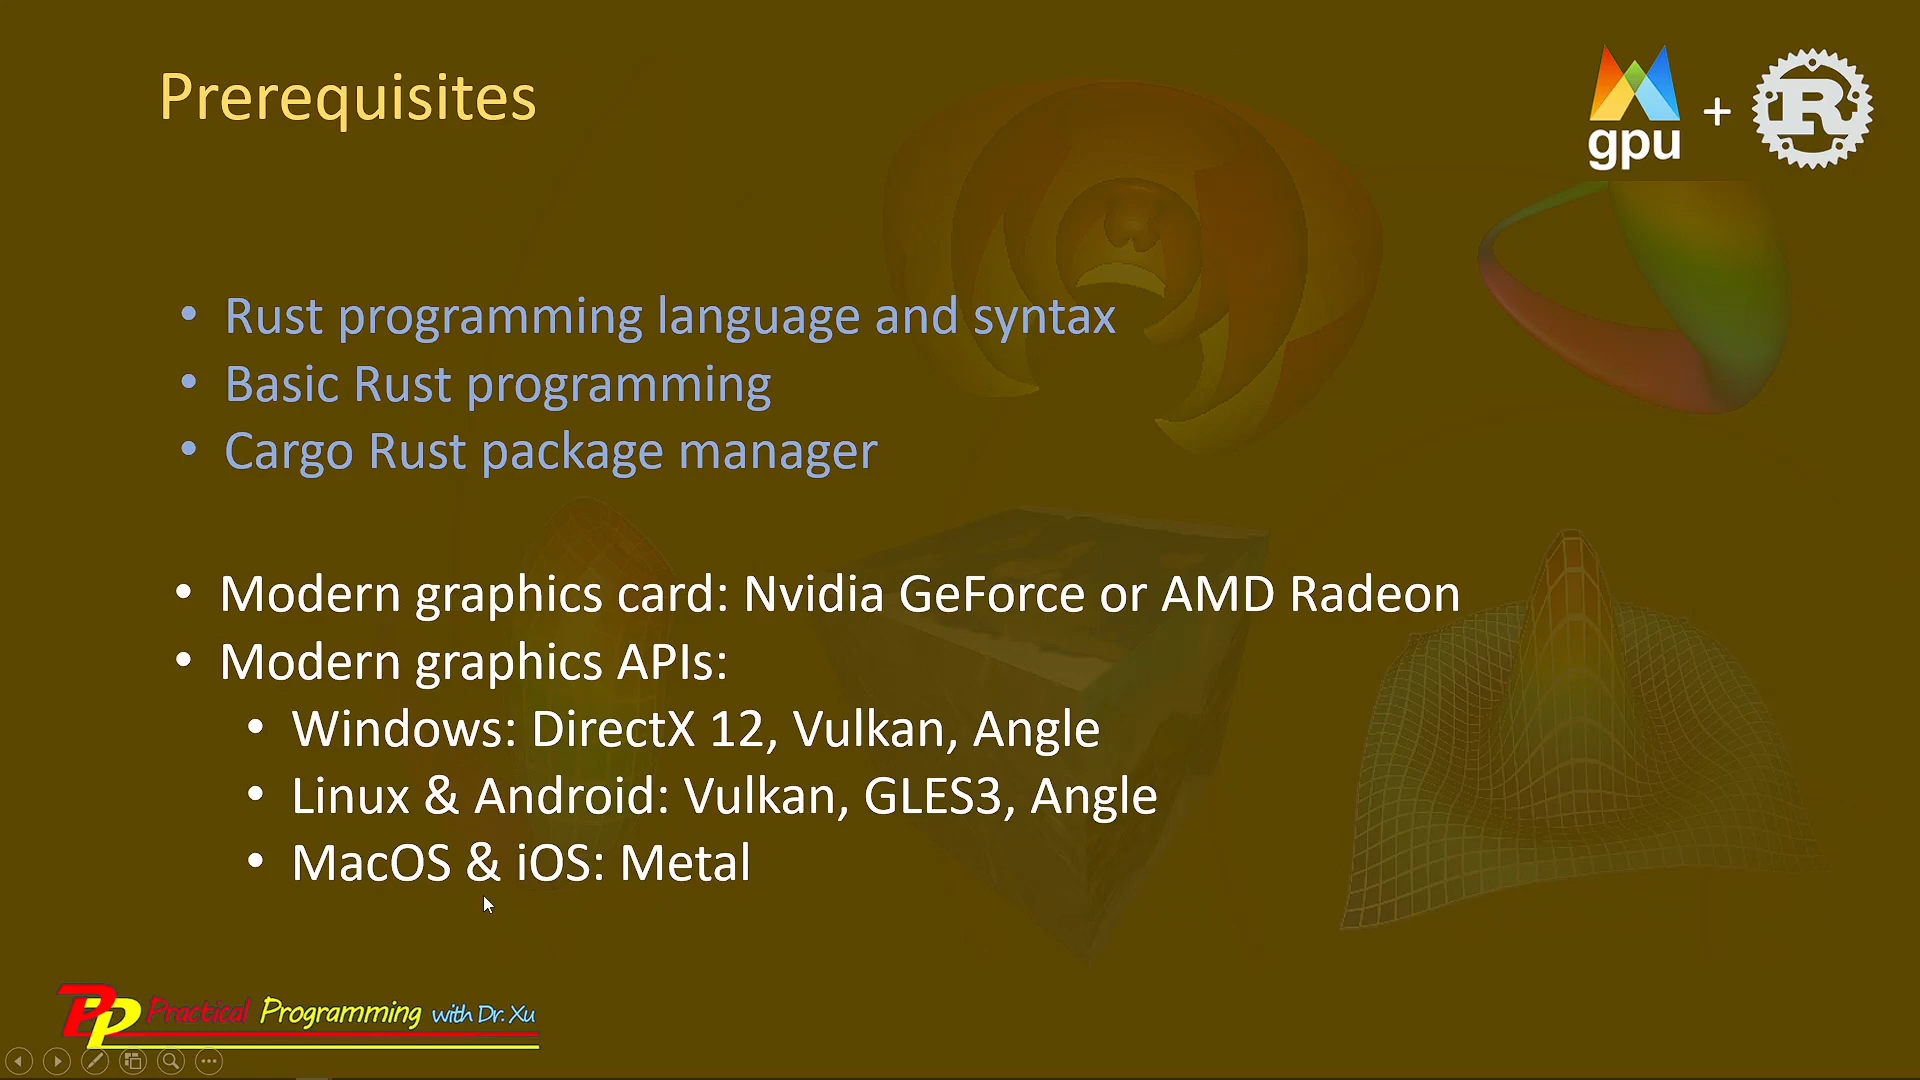 Prerequisites
gpu + R
• Rust programming language and syntax
• Basic Rust programming
• Cargo Rust package manager
• Modern graphics card: Nvidia GeForce or AMD Radeon
• Modern graphics APIs:
• Windows: DirectX 12, Vulkan, Angle
• Linux & Android: Vulkan, GLES3, Angle
• MacOS & iOS: Metal
PP Practical Programming with Dr. Xu